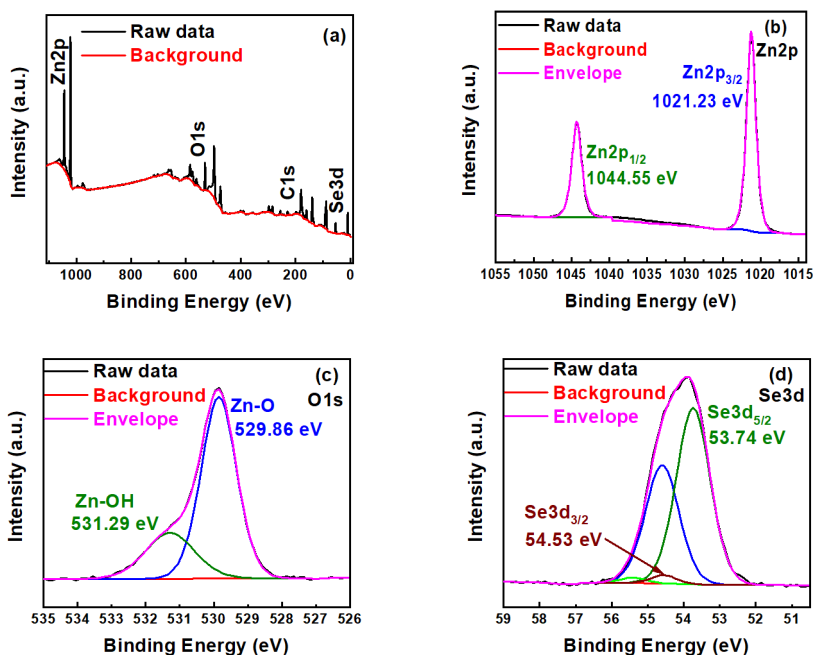 Raw data
Background
(a)
Zn2p
O1s
C1s
Se3d
Intensity (a.u.)
1000 800 600 400 200 0
Binding Energy (eV)
Raw data
Background
Envelope
(b)
Zn2p
Zn2p3/2
1021.23 eV
Zn2p1/2
1044.55 eV
Intensity (a.u.)
1055 1050 1045 1040 1035 1030 1025 1020 1014
Binding Energy (eV)
Raw data
Background
Envelope
(c)
O1s
Zn-O
529.86 eV
Zn-OH
531.29 eV
Intensity (a.u.)
535 534 533 532 531 530 529 528 527 526
Binding Energy (eV)
Raw data
Background
Envelope
(d)
Se3d
Se3d5/2
53.74 eV
Se3d3/2
54.53 eV
Intensity (a.u.)
59 58 57 56 55 54 53 52 51
Binding Energy (eV)